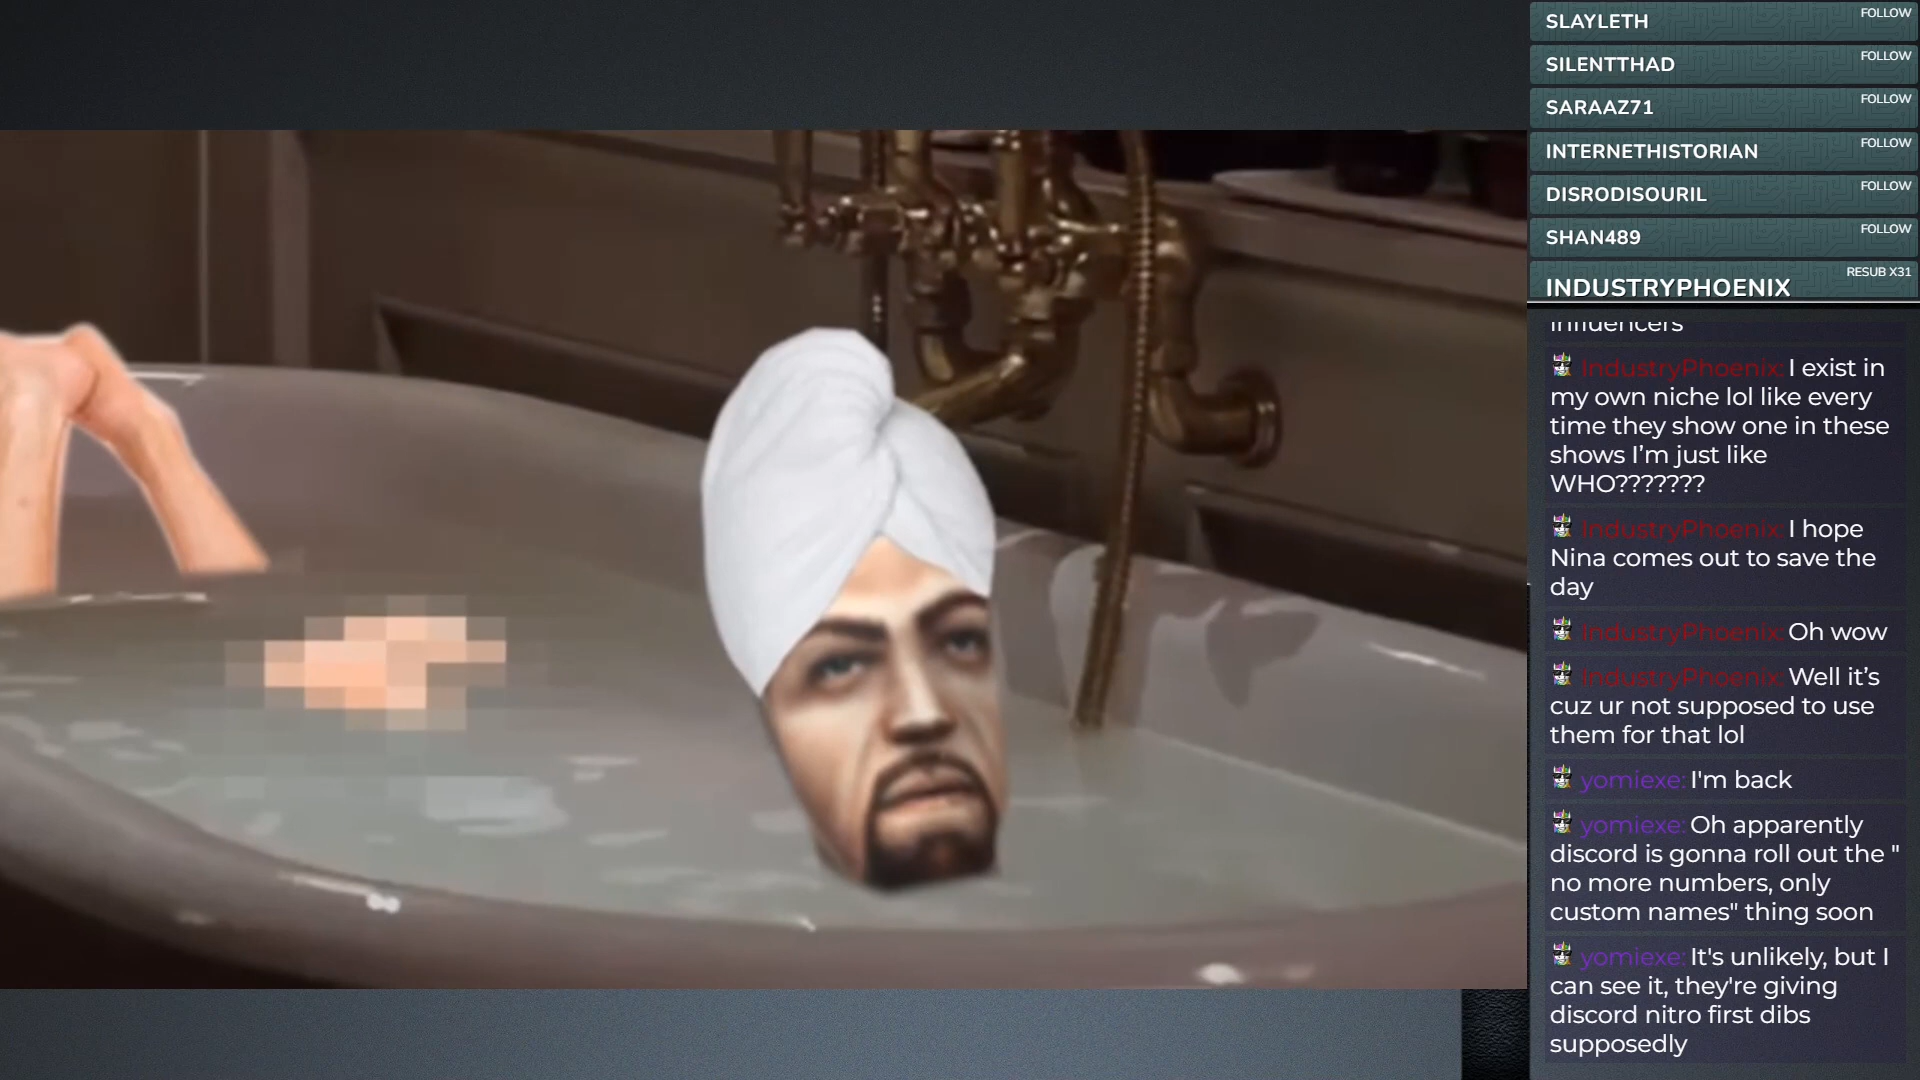 SLAYLETH FOLLOW
SILENTTHAD FOLLOW
SARAAZ71 FOLLOW
INTERNETHISTORIAN FOLLOW
DISRODISOURIL FOLLOW
SHAN489 FOLLOW
INDUSTRYPHOENIX RESUB X31
influencers
IndustryPhoenix: I exist in
my own niche lol like every
time they show one in these
shows I’m just like
WHO???????
IndustryPhoenix: I hope
Nina comes out to save the
day
IndustryPhoenix: Oh wow
IndustryPhoenix: Well it’s
cuz ur not supposed to use
them for that lol
yomiexe: I'm back
yomiexe: Oh apparently
discord is gonna roll out the "
no more numbers, only
custom names" thing soon
yomiexe: It's unlikely, but I
can see it, they're giving
discord nitro first dibs
supposedly